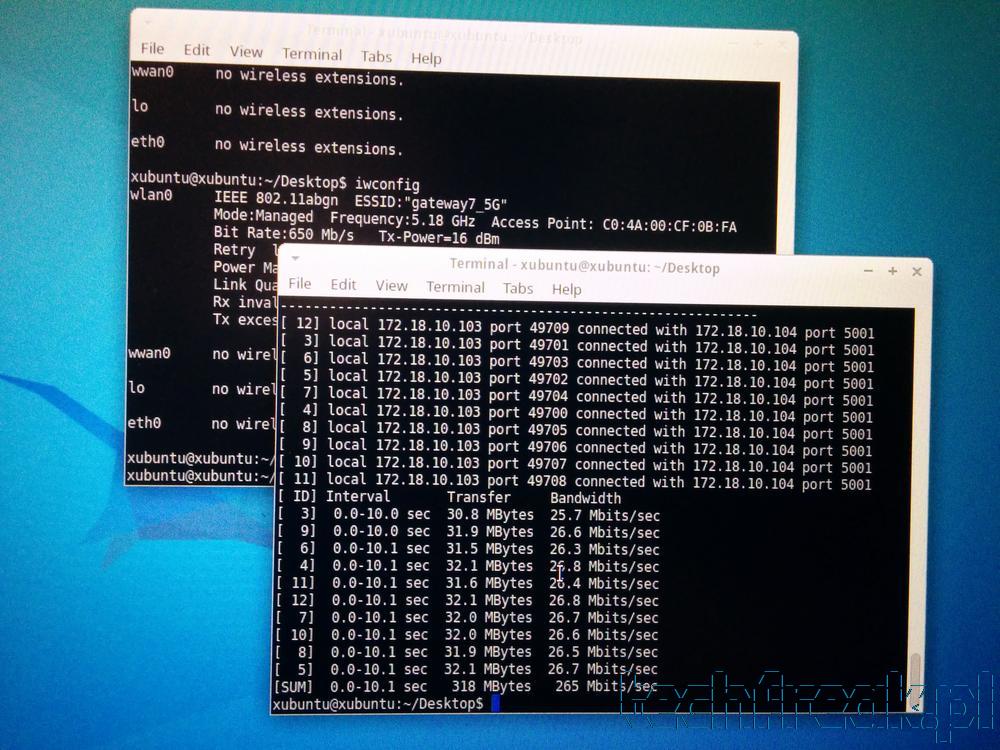 Terminal - xubuntu@xubuntu: ~/Desktop
File Edit View Terminal Tabs Help
wwan0 no wireless extensions.
lo no wireless extensions.
eth0 no wireless extensions.
xubuntu@xubuntu:~/Desktop$ iwconfig
wlan0 IEEE 802.11abgn ESSID:"gateway7_5G"
Mode:Managed Frequency:5.18 GHz Access Point: C0:4A:00:CF:0B:FA
Bit Rate:650 Mb/s Tx-Power=16 dBm
Retry
Power Ma
Link Qua
Rx inval
Tx exces
wwan0 no wirel
lo no wirel
eth0 no wirel
xubuntu@xubuntu:~/
xubuntu@xubuntu:~/
Terminal - xubuntu@xubuntu: ~/Desktop
File Edit View Terminal Tabs Help
------------------------------------------------------------
[ 12] local 172.18.10.103 port 49709 connected with 172.18.10.104 port 5001
[ 3] local 172.18.10.103 port 49701 connected with 172.18.10.104 port 5001
[ 6] local 172.18.10.103 port 49703 connected with 172.18.10.104 port 5001
[ 5] local 172.18.10.103 port 49702 connected with 172.18.10.104 port 5001
[ 7] local 172.18.10.103 port 49704 connected with 172.18.10.104 port 5001
[ 4] local 172.18.10.103 port 49700 connected with 172.18.10.104 port 5001
[ 8] local 172.18.10.103 port 49705 connected with 172.18.10.104 port 5001
[ 9] local 172.18.10.103 port 49706 connected with 172.18.10.104 port 5001
[ 10] local 172.18.10.103 port 49707 connected with 172.18.10.104 port 5001
[ 11] local 172.18.10.103 port 49708 connected with 172.18.10.104 port 5001
[ ID] Interval Transfer Bandwidth
[ 3] 0.0-10.0 sec 30.8 MBytes 25.7 Mbits/sec
[ 9] 0.0-10.0 sec 31.9 MBytes 26.6 Mbits/sec
[ 6] 0.0-10.1 sec 31.5 MBytes 26.3 Mbits/sec
[ 4] 0.0-10.1 sec 32.1 MBytes 26.8 Mbits/sec
[ 11] 0.0-10.1 sec 31.6 MBytes 26.4 Mbits/sec
[ 12] 0.0-10.1 sec 32.1 MBytes 26.8 Mbits/sec
[ 7] 0.0-10.1 sec 32.0 MBytes 26.7 Mbits/sec
[ 10] 0.0-10.1 sec 32.0 MBytes 26.6 Mbits/sec
[ 8] 0.0-10.1 sec 31.9 MBytes 26.5 Mbits/sec
[ 5] 0.0-10.1 sec 32.1 MBytes 26.7 Mbits/sec
[SUM] 0.0-10.1 sec 318 MBytes 265 Mbits/sec
xubuntu@xubuntu:~/Desktop$
techfreak.pl